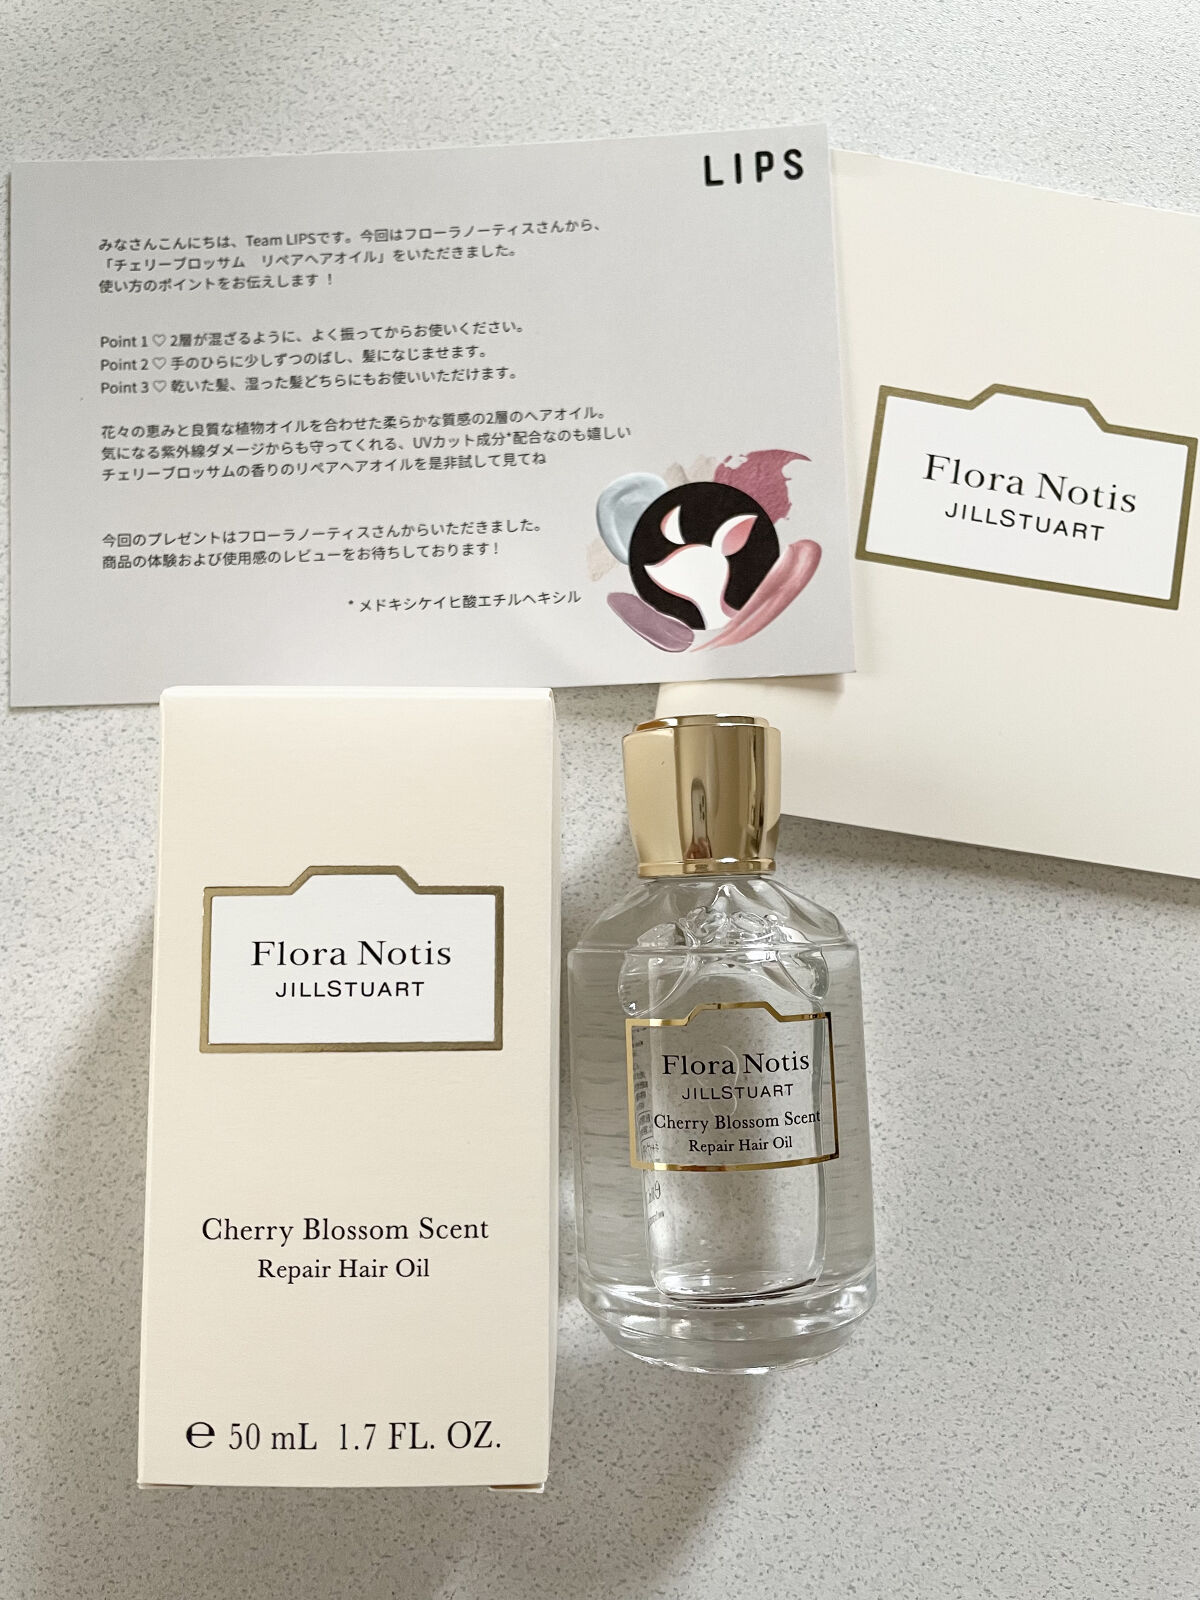 LIPS
みなさんこんにちは、Team LIPSです。今回はフローラノーティスさんから、
「チェリーブロッサム　リペアヘアオイル」をいただきました。
使い方のポイントをお伝えします！
Point 1 ♡ 2層が混ざるように、よく振ってからお使いください。
Point 2 ♡ 手のひらに少しずつのばし、髪になじませます。
Point 3 ♡ 乾いた髪、湿った髪どちらにもお使いいただけます。
花々の恵みと良質な植物オイルを合わせた柔らかな質感の2層のヘアオイル。
気になる紫外線ダメージからも守ってくれる、UVカット成分*配合なのも嬉しい
チェリーブロッサムの香りのリペアヘアオイルを是非試して見てね
今回のプレゼントはフローラノーティスさんからいただきました。
商品の体験および使用感のレビューをお待ちしております！
* メドキシケイヒ酸エチルヘキシル
Flora Notis
JILLSTUART
Flora Notis
JILLSTUART
Cherry Blossom Scent
Repair Hair Oil
℮ 50 mL 1.7 FL. OZ.
Flora Notis
JILLSTUART
Cherry Blossom Scent
Repair Hair Oil